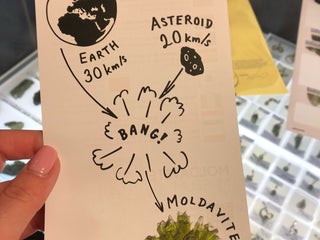 EARTH
30 km/s
ASTEROID
20 km/s
BANG!
MOLDAVITE